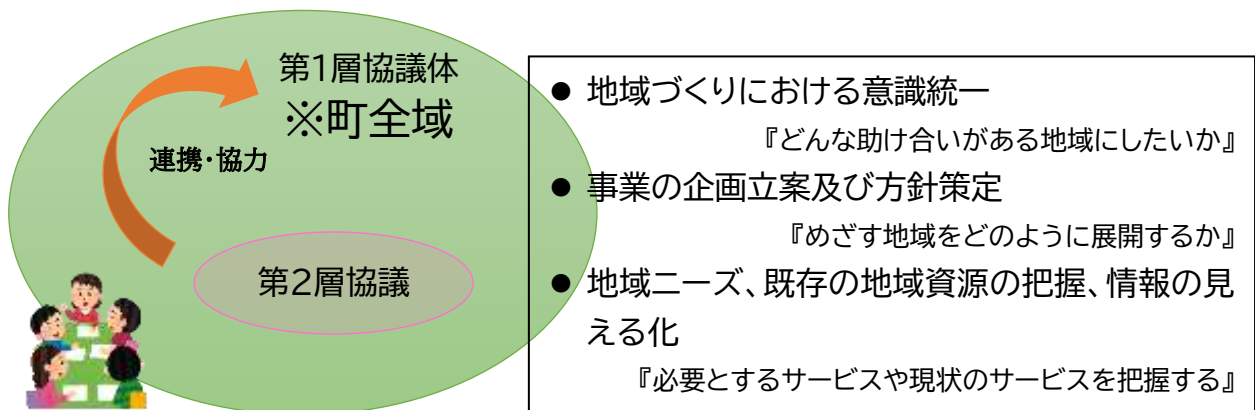 第1層協議体
※町全域
連携・協力
第2層協議
● 地域づくりにおける意識統一
『どんな助け合いがある地域にしたいか』
● 事業の企画立案及び方針策定
『めざす地域をどのように展開するか』
● 地域ニーズ、既存の地域資源の把握、情報の見
える化
『必要とするサービスや現状のサービスを把握する』